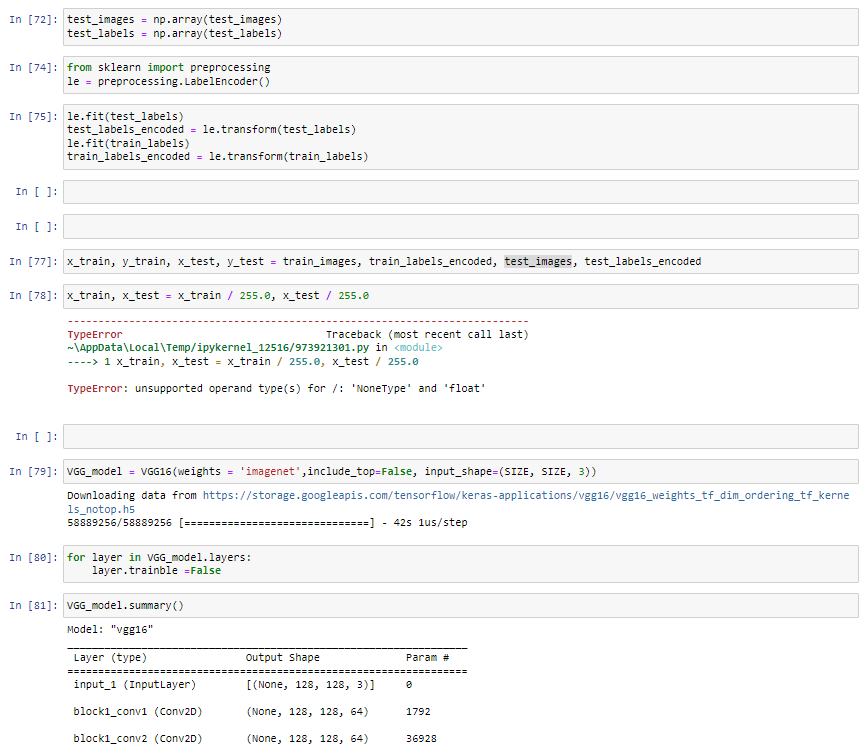 In [72]: test_images = np.array(test_images)
test_labels = np.array(test_labels)
In [74]: from sklearn import preprocessing
le = preprocessing.LabelEncoder()
In [75]: le.fit(test_labels)
test_labels_encoded = le.transform(test_labels)
le.fit(train_labels)
train_labels_encoded = le.transform(train_labels)
In [ ]:
In [ ]:
In [77]: x_train, y_train, x_test, y_test = train_images, train_labels_encoded, test_images, test_labels_encoded
In [78]: x_train, x_test = x_train / 255.0, x_test / 255.0
---------------------------------------------------------------------------
TypeError                                 Traceback (most recent call last)
~\AppData\Local\Temp/ipykernel_12516/973921301.py in <module>
----> 1 x_train, x_test = x_train / 255.0, x_test / 255.0
TypeError: unsupported operand type(s) for /: 'NoneType' and 'float'
In [ ]:
In [79]: VGG_model = VGG16(weights = 'imagenet',include_top=False, input_shape=(SIZE, SIZE, 3))
Downloading data from https://storage.googleapis.com/tensorflow/keras-applications/vgg16/vgg16_weights_tf_dim_ordering_tf_kerne
ls_notop.h5
58889256/58889256 [==============================] - 42s 1us/step
In [80]: for layer in VGG_model.layers:
layer.trainble =False
In [81]: VGG_model.summary()
Model: "vgg16"
_________________________________________________________________
Layer (type)                Output Shape              Param #
=================================================================
input_1 (InputLayer)        [(None, 128, 128, 3)]     0
block1_conv1 (Conv2D)       (None, 128, 128, 64)      1792
block1_conv2 (Conv2D)       (None, 128, 128, 64)      36928